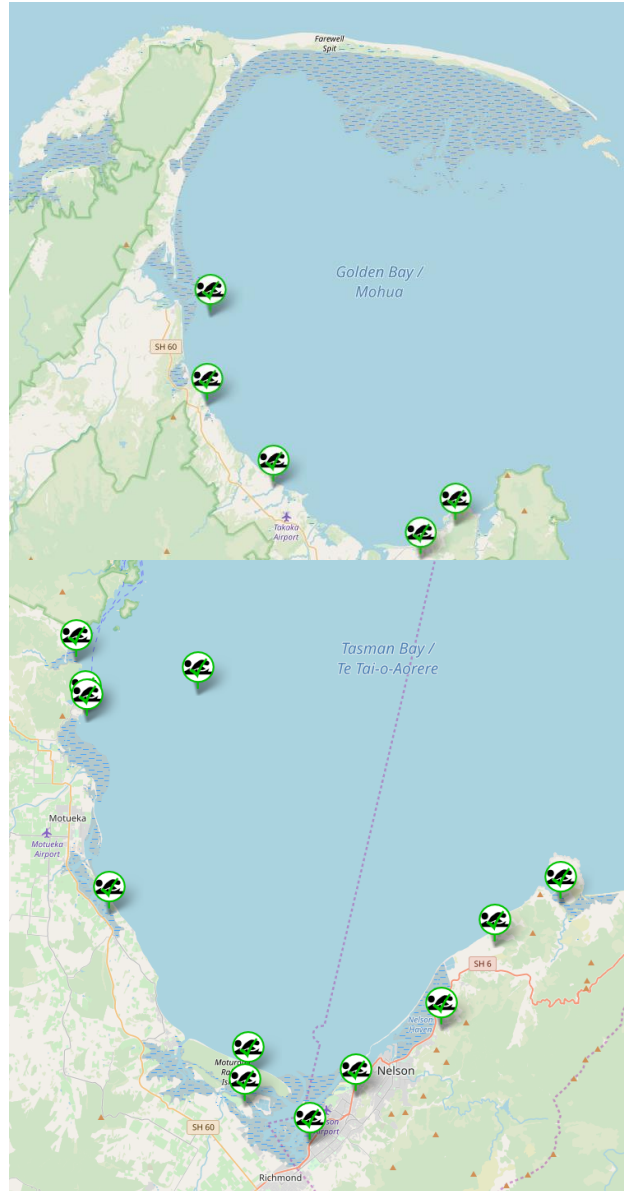 Farewell
Spit
Golden Bay /
Mohua
SH 60
Takaka
Airport
Tasman Bay /
Te Tai-o-Aorere
Motueka
Motueka
Airport
SH 6
Nelson
Haven
Nelson
Airport
SH 60
Richmond